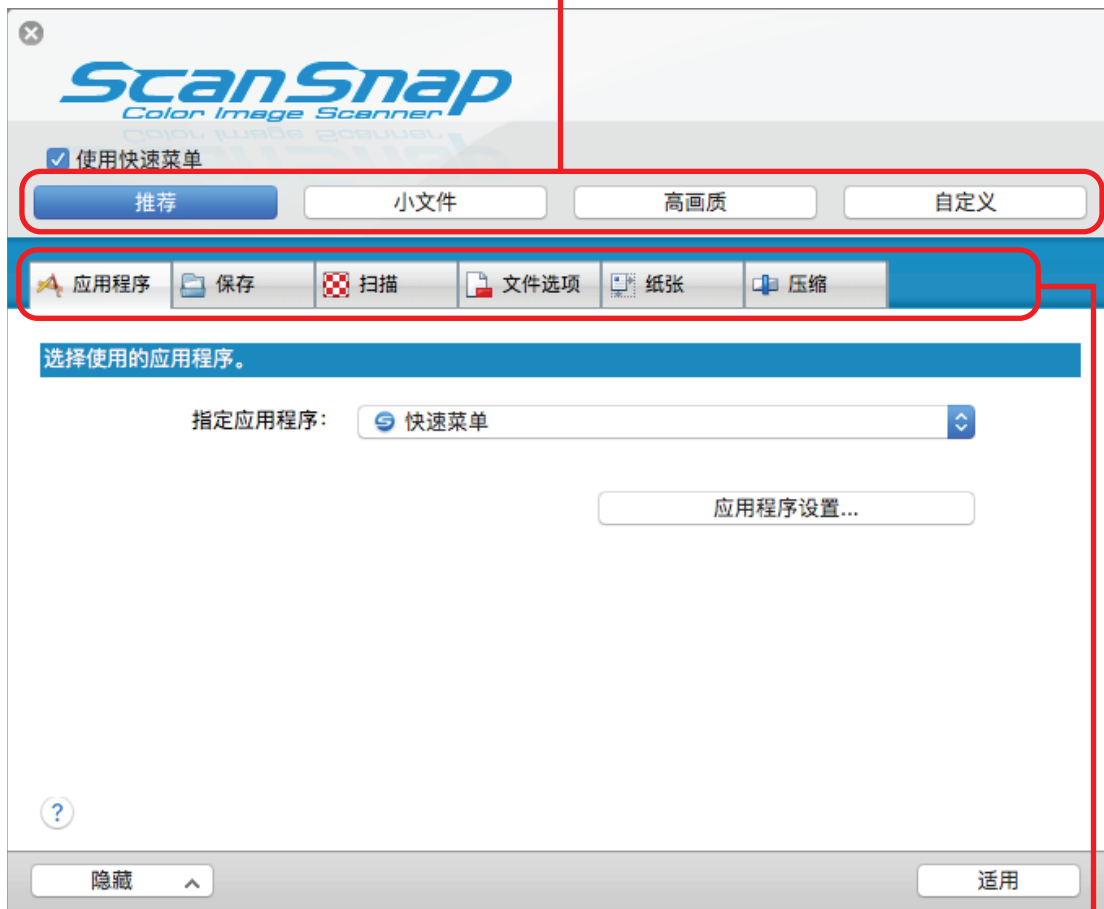 ScanSnap
Color Image Scanner
使用快速菜单
推荐 小文件 高画质 自定义
应用程序 保存 扫描 文件选项 纸张 压缩
选择使用的应用程序。
指定应用程序: 快速菜单
应用程序设置...
?
隐藏 适用